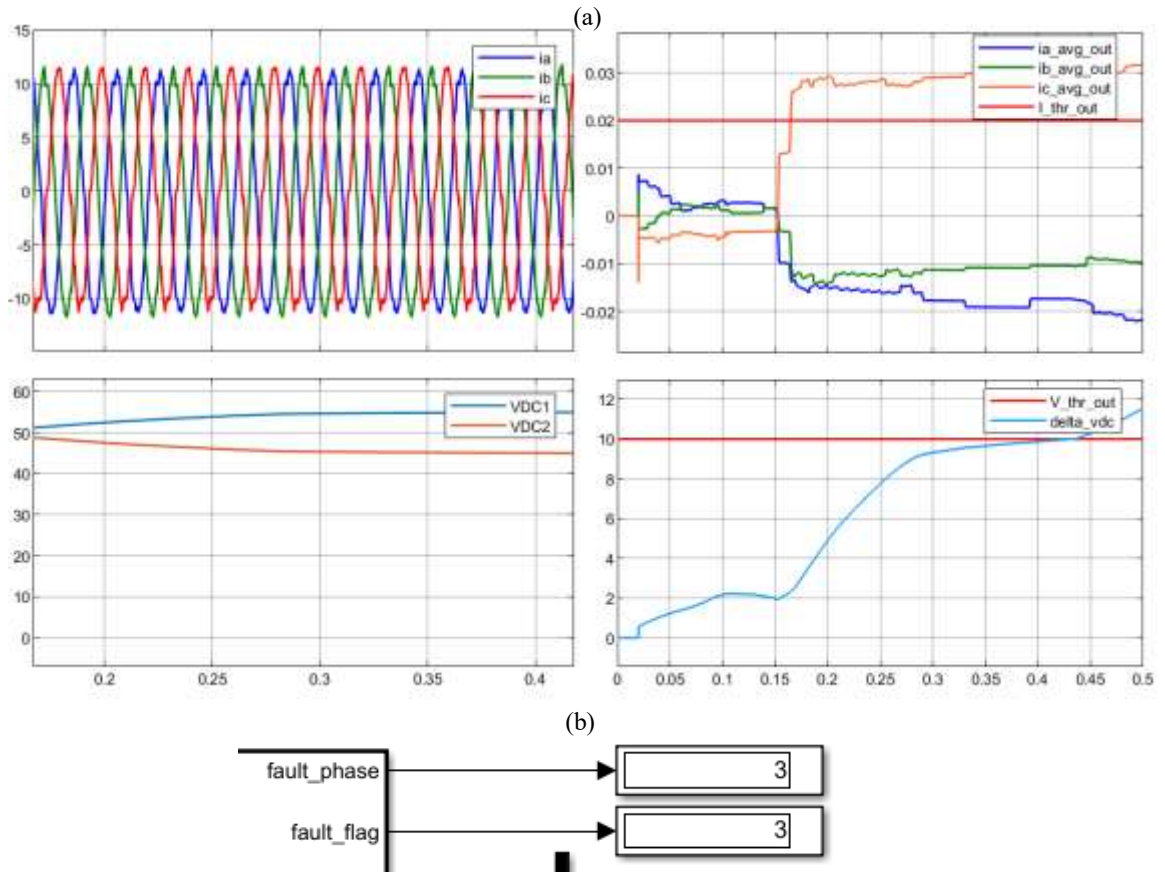 (a)
15
10
5
0
-5
-10
ia
ib
ic
0.03
0.02
0.01
0
-0.01
-0.02
ia_avg_out
ib_avg_out
ic_avg_out
I_thr_out
60
50
40
30
20
10
0
VDC1
VDC2
0.2 0.25 0.3 0.35 0.4
12
10
8
6
4
2
0
V_thr_out
delta_vdc
0 0.05 0.1 0.15 0.2 0.25 0.3 0.35 0.4 0.45 0.5
(b)
fault_phase 3
fault_flag 3